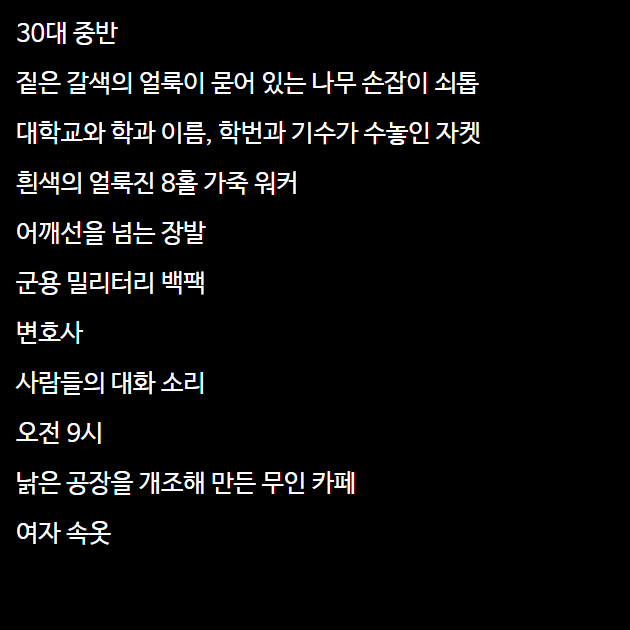 30대 중반
짙은 갈색의 얼룩이 묻어 있는 나무 손잡이 쇠톱
대학교와 학과 이름, 학번과 기수가 수놓인 자켓
흰색의 얼룩진 8홀 가죽 워커
어깨선을 넘는 장발
군용 밀리터리 백팩
변호사
사람들의 대화 소리
오전 9시
낡은 공장을 개조해 만든 무인 카페
여자 속옷